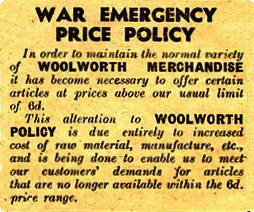 WAR EMERGENCY
PRICE POLICY
In order to maintain the normal variety
of WOOLWORTH MERCHANDISE
it has become necessary to offer certain
articles at prices above our usual limit
of 6d.
This alteration to WOOLWORTH
POLICY is due entirely to increased
cost of raw material, manufacture, etc.,
and is being done to enable us to meet
our customers' demands for articles
that are no longer available within the 6d.
price range.